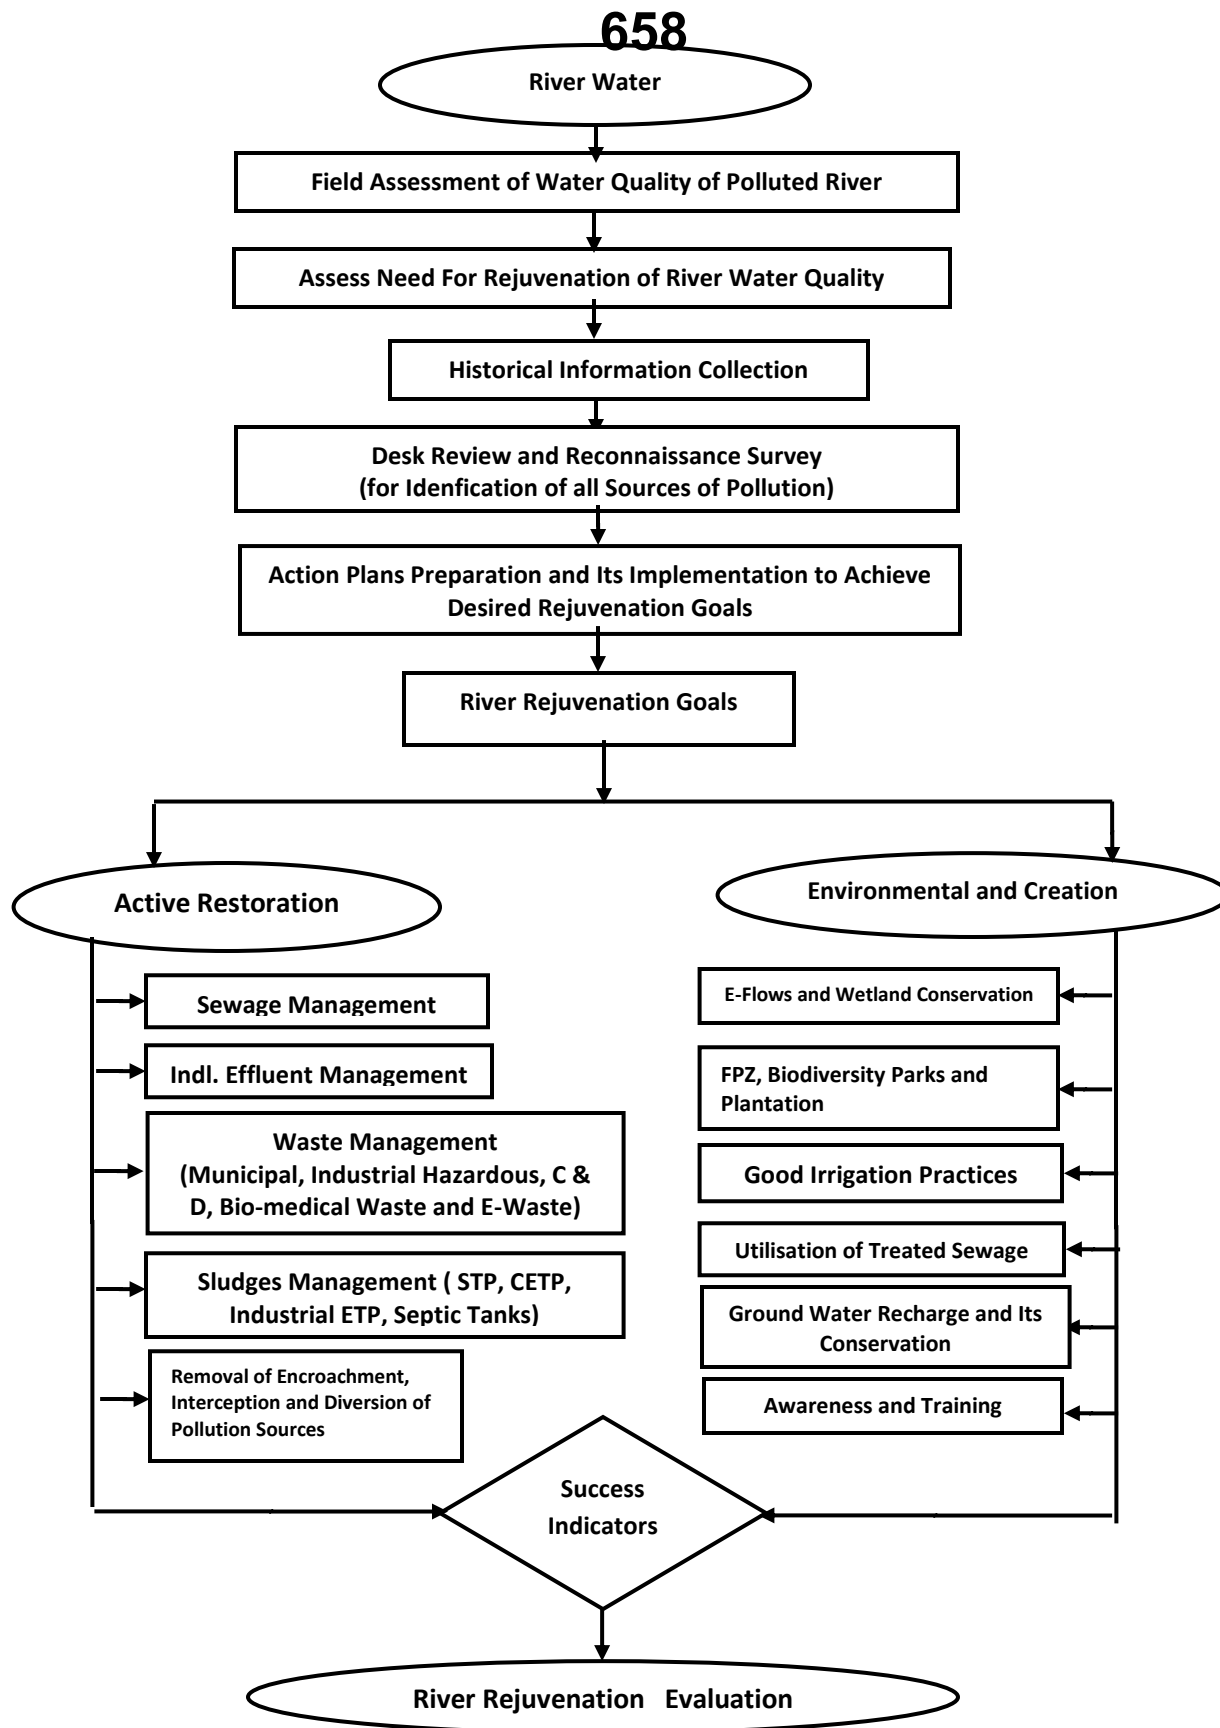 658
River Water
Field Assessment of Water Quality of Polluted River
Assess Need For Rejuvenation of River Water Quality
Historical Information Collection
Desk Review and Reconnaissance Survey
(for Idenfication of all Sources of Pollution)
Action Plans Preparation and Its Implementation to Achieve
Desired Rejuvenation Goals
River Rejuvenation Goals
Active Restoration
Sewage Management
Indl. Effluent Management
Waste Management
(Municipal, Industrial Hazardous, C &
D, Bio-medical Waste and E-Waste)
Sludges Management ( STP, CETP,
Industrial ETP, Septic Tanks)
Removal of Encroachment,
Interception and Diversion of
Pollution Sources
Environmental and Creation
E-Flows and Wetland Conservation
FPZ, Biodiversity Parks and
Plantation
Good Irrigation Practices
Utilisation of Treated Sewage
Ground Water Recharge and Its
Conservation
Awareness and Training
Success
Indicators
River Rejuvenation Evaluation